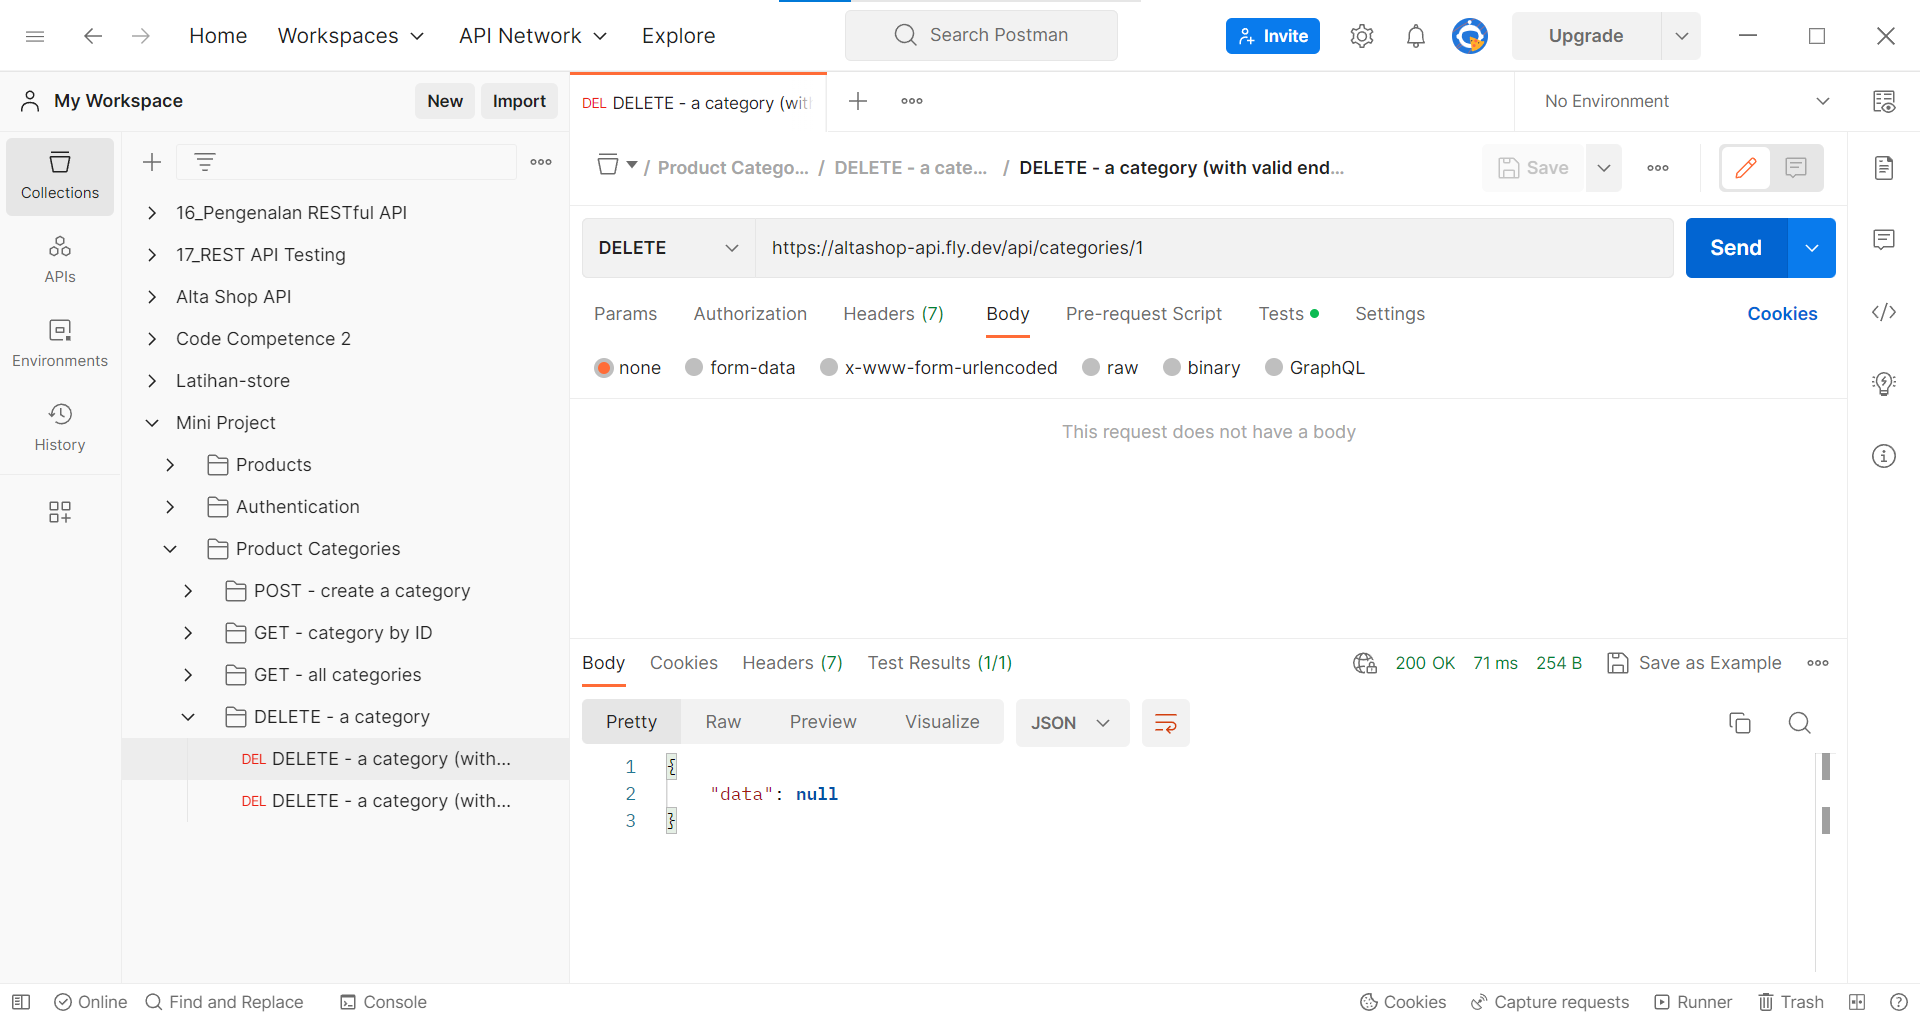 Home Workspaces API Network Explore Search Postman Invite Upgrade
My Workspace New Import
DEL DELETE - a category (wit
No Environment
Collections
APIs
Environments
History
16_Pengenalan RESTful API
17_REST API Testing
Alta Shop API
Code Competence 2
Latihan-store
Mini Project
Products
Authentication
Product Categories
POST - create a category
GET - category by ID
GET - all categories
DELETE - a category
DEL DELETE - a category (with...
DEL DELETE - a category (with...
/ Product Catego... / DELETE - a cate... / DELETE - a category (with valid end... Save
DELETE https://altashop-api.fly.dev/api/categories/1 Send
Params Authorization Headers (7) Body Pre-request Script Tests Settings Cookies
none form-data x-www-form-urlencoded raw binary GraphQL
This request does not have a body
Body Cookies Headers (7) Test Results (1/1) 200 OK 71 ms 254 B Save as Example
Pretty Raw Preview Visualize JSON
1 {
2 "data": null
3 }
Online Find and Replace Console Cookies Capture requests Runner Trash